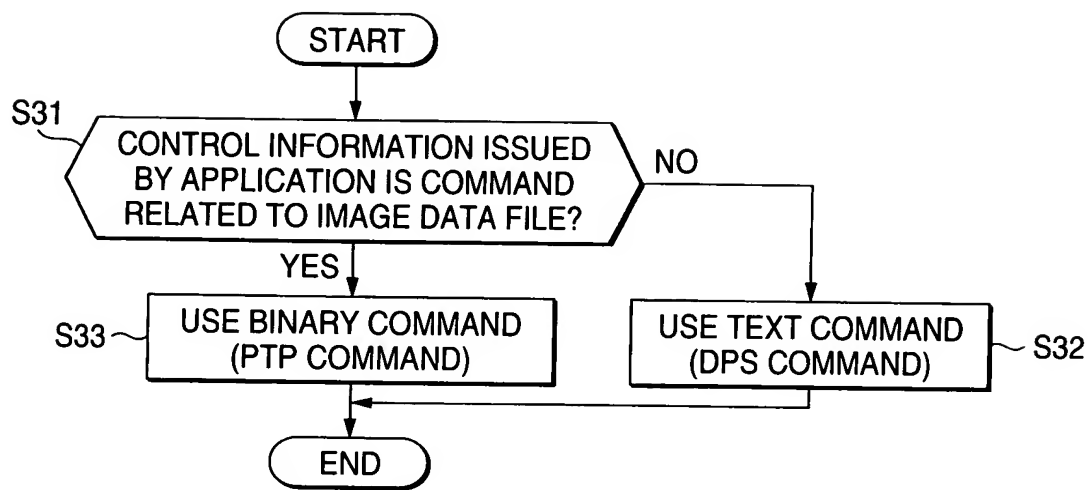 START
S31
CONTROL INFORMATION ISSUED
BY APPLICATION IS COMMAND
RELATED TO IMAGE DATA FILE?
NO
YES
S33
USE BINARY COMMAND
(PTP COMMAND)
USE TEXT COMMAND
(DPS COMMAND)
S32
END